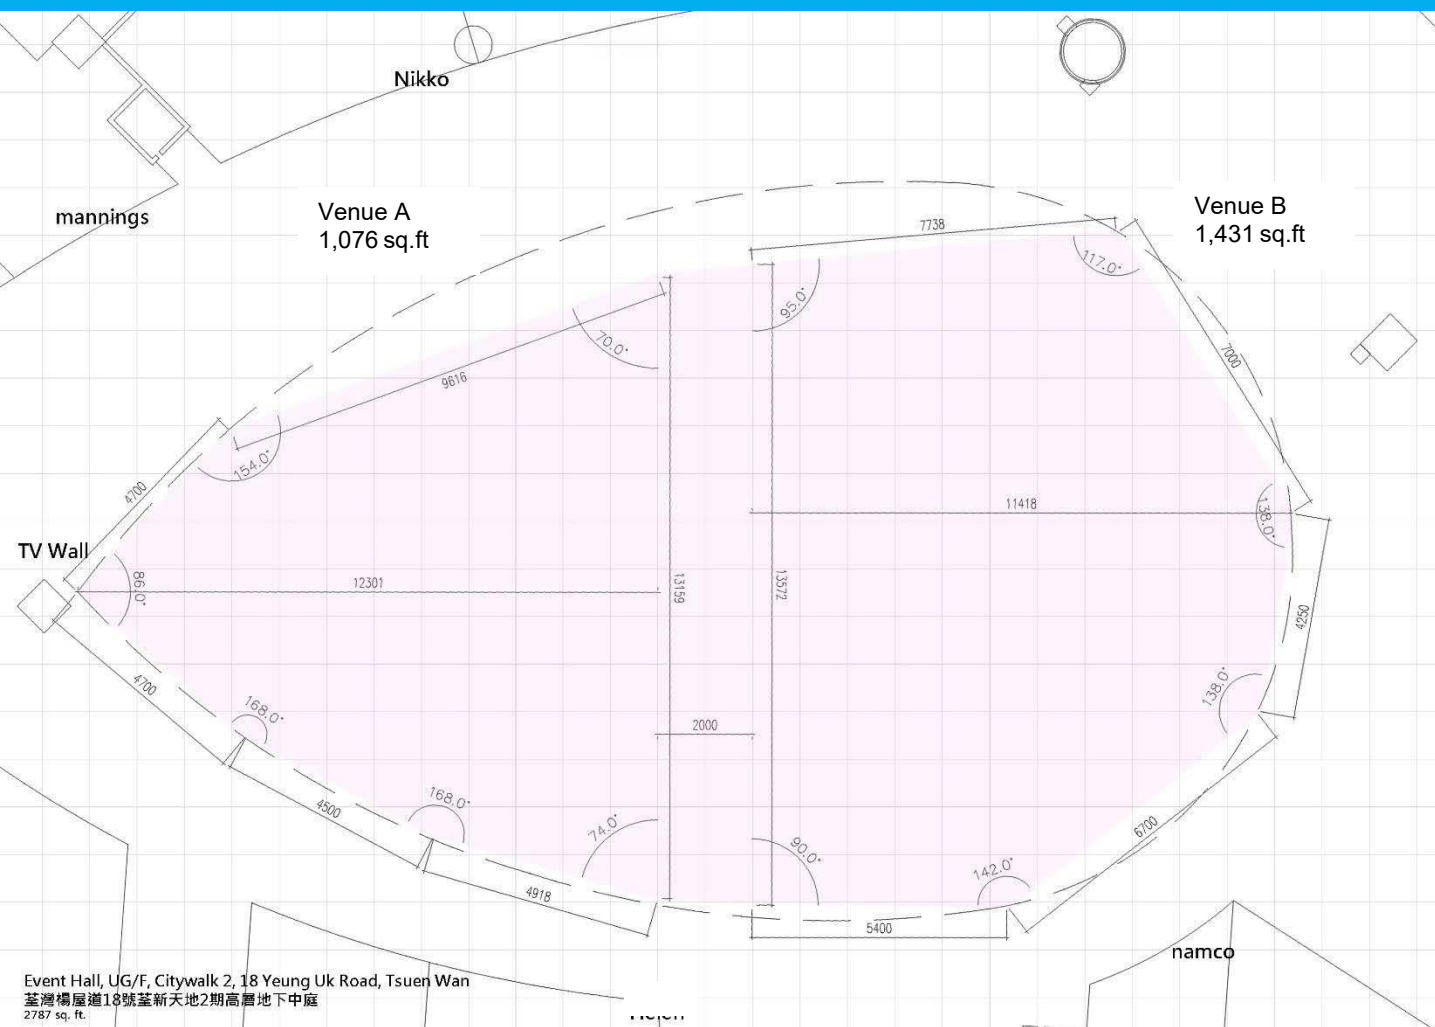 Nikko
mannings
Venue A
1,076 sq.ft
Venue B
1,431 sq.ft
7738
117.0°
95.0°
70.0°
9616
7000
154.0°
4700
138.0°
11418
TV Wall
86.0°
12301
13159
13572
4250
4700
168.0°
138.0°
2000
4500
168.0°
74.0°
90.0°
6700
142.0°
4918
5400
namco
Event Hall, UG/F, Citywalk 2, 18 Yeung Uk Road, Tsuen Wan
荃灣楊屋道18號荃新天地2期高層地下中庭
2787 sq. ft.